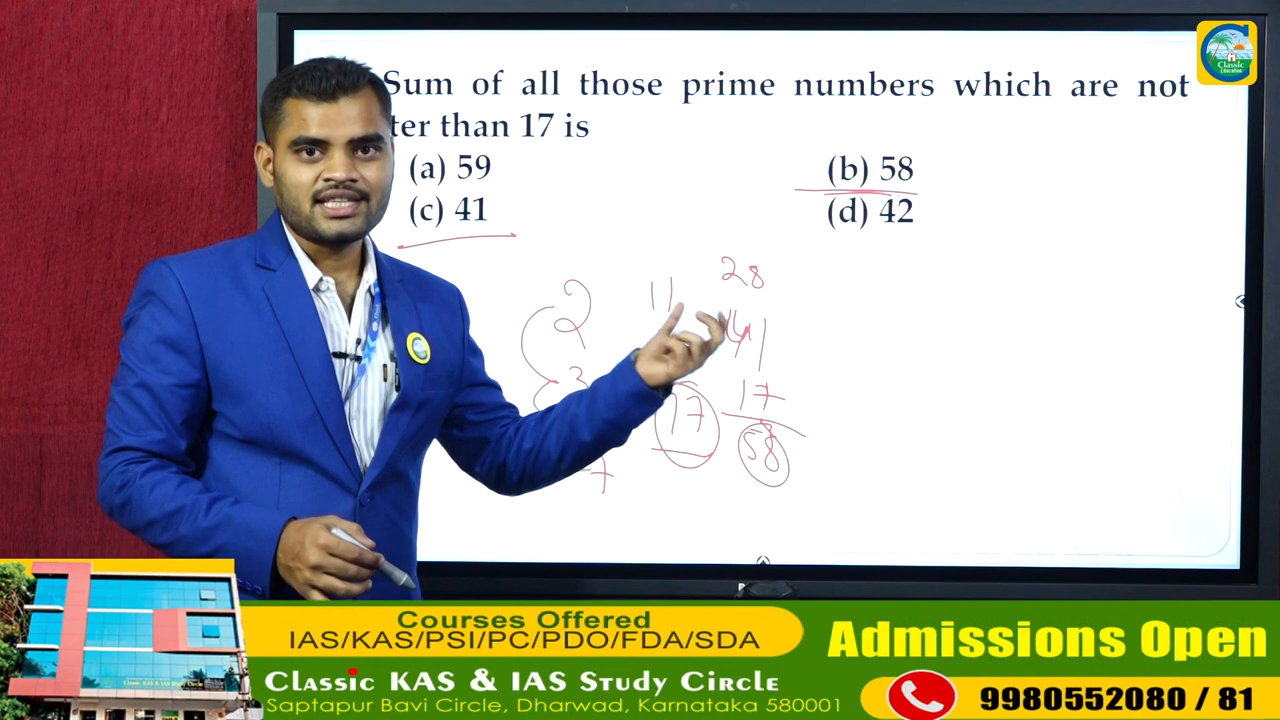 Sum of all those prime numbers which are not
ter than 17 is
(a) 59
(b) 58
(c) 41
(d) 42
2
11
28
3
41
17
17
7
58
Classic
Education
Courses Offered
IAS/KAS/PSI/PC/PDO/FDA/SDA
Classic KAS & IAS Study Circle
Saptapur Bavi Circle, Dharwad, Karnataka 580001
Admissions Open
9980552080 / 81